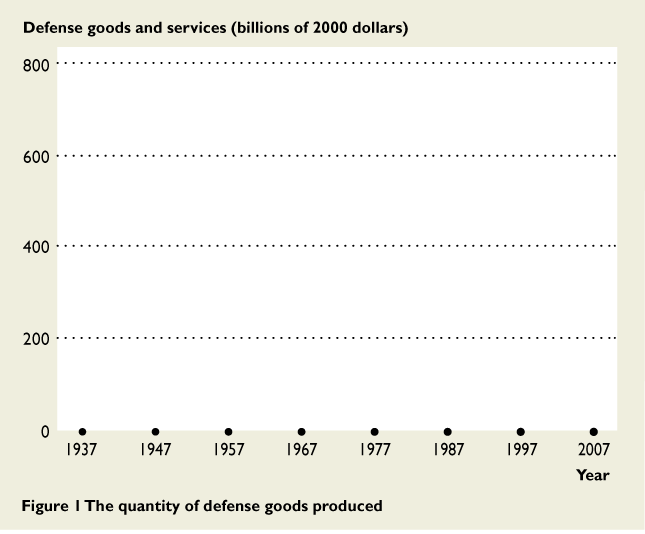 Defense goods and services (billions of 2000 dollars)
800
600
400
200
0
1937 1947 1957 1967 1977 1987 1997 2007
Year
Figure 1 The quantity of defense goods produced